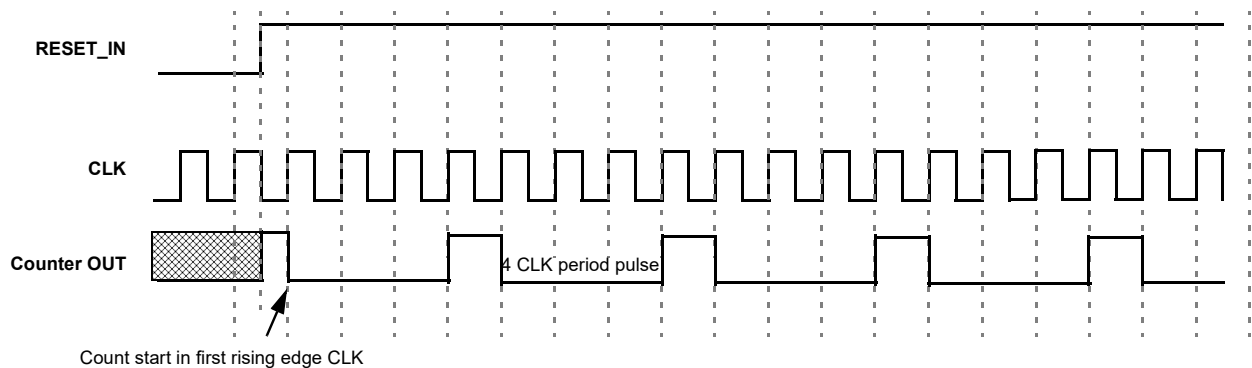 RESET_IN
CLK
Counter OUT
4 CLK period pulse
Count start in first rising edge CLK